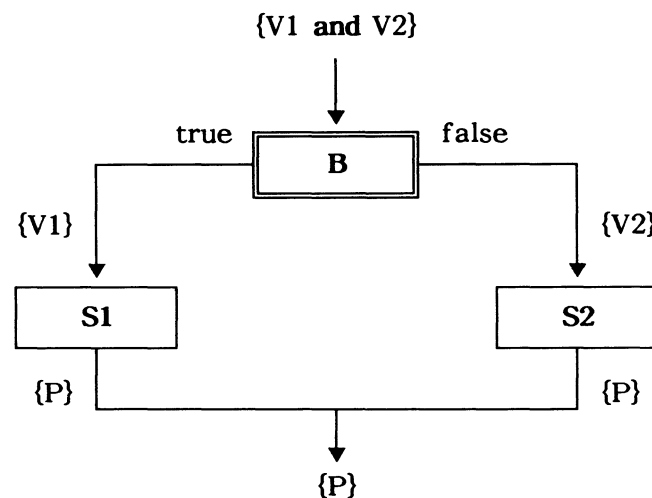 {V1 and V2}
true
false
B
{V1}
{V2}
S1
S2
{P}
{P}
{P}